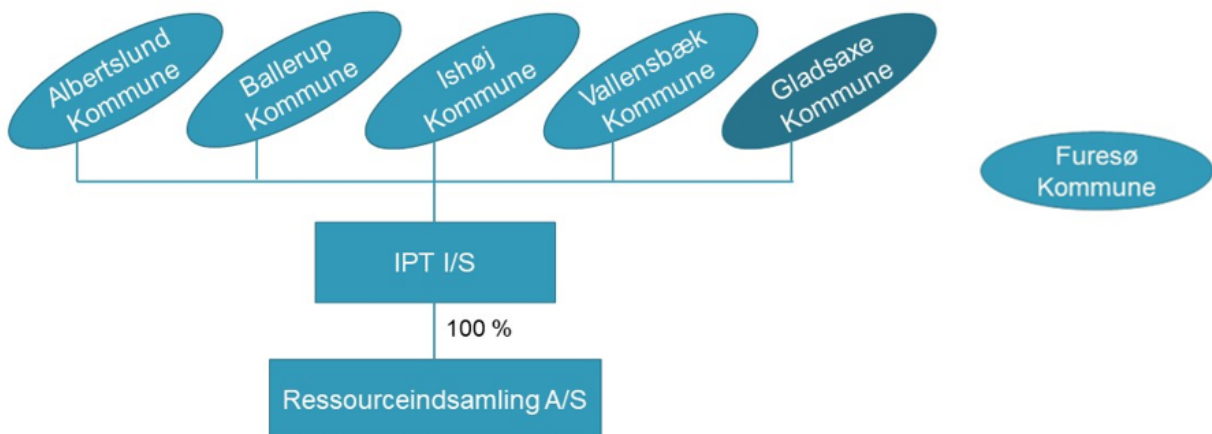 Albertslund
Kommune
Ballerup
Kommune
Ishøj
Kommune
Vallensbæk
Kommune
Gladsaxe
Kommune
Furesø
Kommune
IPT I/S
100 %
Ressourceindsamling A/S